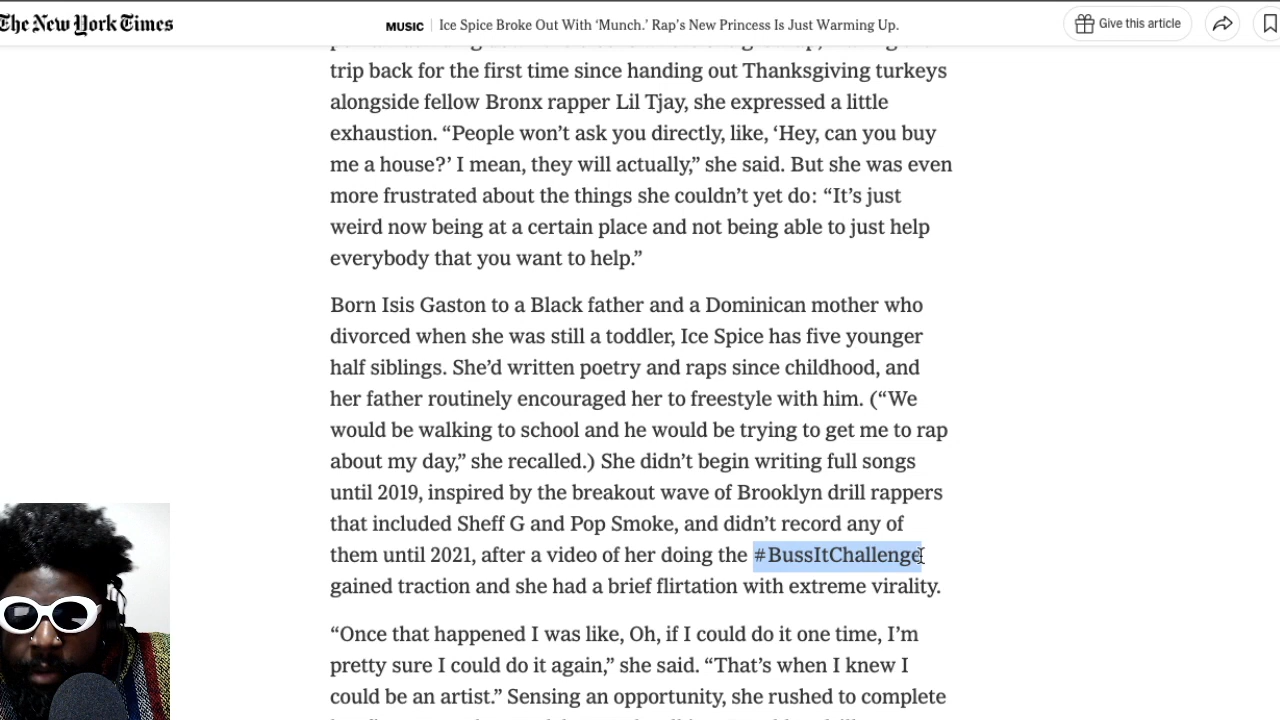 The New York Times
MUSIC Ice Spice Broke Out With ‘Munch.’ Rap’s New Princess Is Just Warming Up.
Give this article
trip back for the first time since handing out Thanksgiving turkeys
alongside fellow Bronx rapper Lil Tjay, she expressed a little
exhaustion. “People won’t ask you directly, like, ‘Hey, can you buy
me a house?’ I mean, they will actually,” she said. But she was even
more frustrated about the things she couldn’t yet do: “It’s just
weird now being at a certain place and not being able to just help
everybody that you want to help.”
Born Isis Gaston to a Black father and a Dominican mother who
divorced when she was still a toddler, Ice Spice has five younger
half siblings. She’d written poetry and raps since childhood, and
her father routinely encouraged her to freestyle with him. (“We
would be walking to school and he would be trying to get me to rap
about my day,” she recalled.) She didn’t begin writing full songs
until 2019, inspired by the breakout wave of Brooklyn drill rappers
that included Sheff G and Pop Smoke, and didn’t record any of
them until 2021, after a video of her doing the #BussItChallenge
gained traction and she had a brief flirtation with extreme virality.
“Once that happened I was like, Oh, if I could do it one time, I’m
pretty sure I could do it again,” she said. “That’s when I knew I
could be an artist.” Sensing an opportunity, she rushed to complete